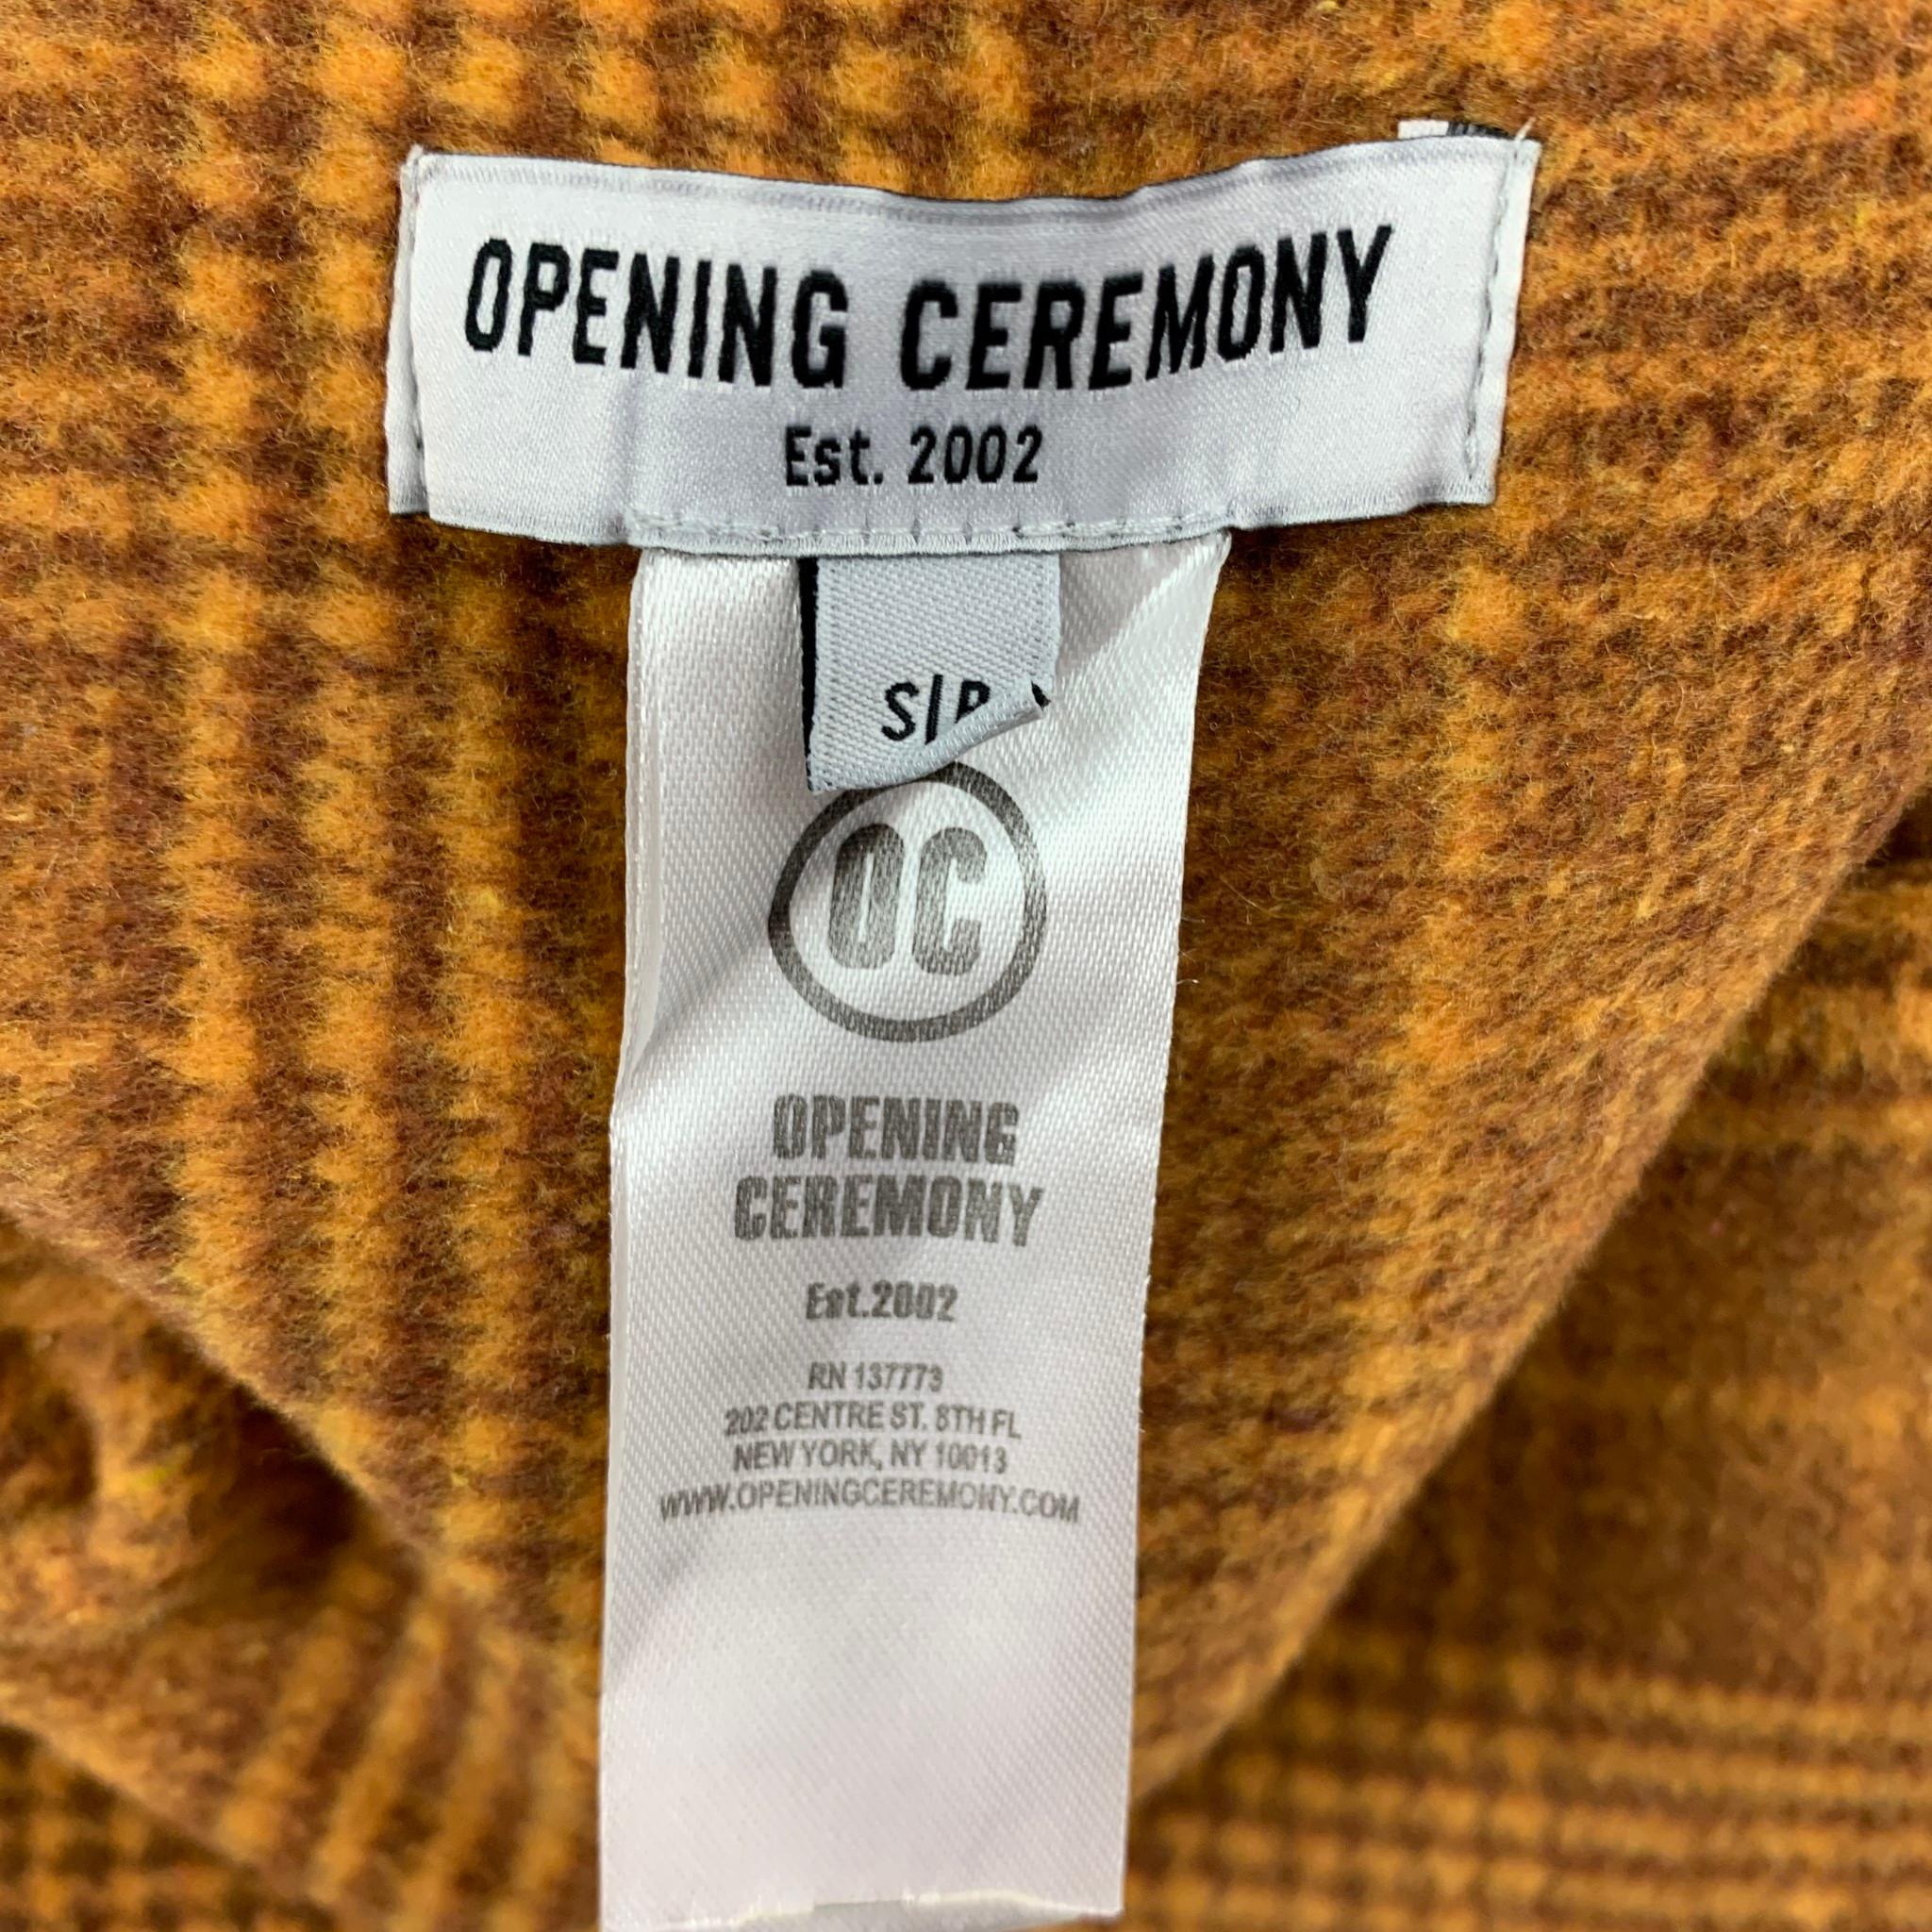 OPENING CEREMONY
Est. 2002
S/P
OC
OPENING
CEREMONY
Est.2002
RN 137773
202 CENTRE ST. 8TH FL
NEW YORK, NY 10013
WWW.OPENINGCEREMONY.COM